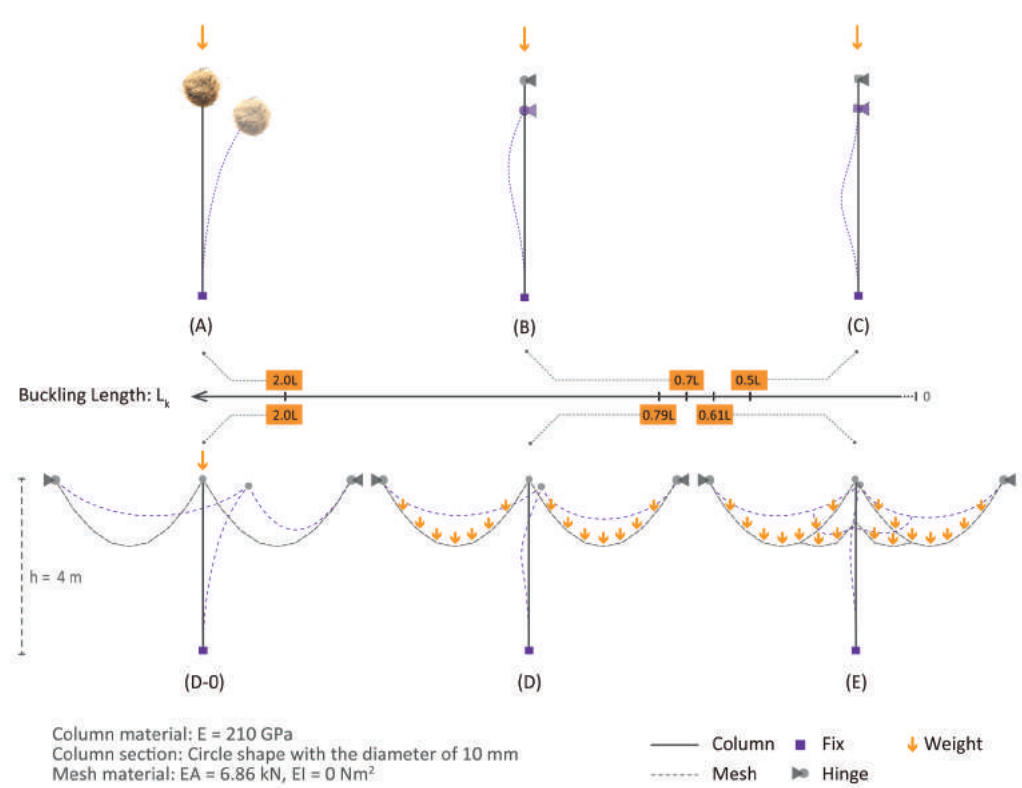 (A)
(B)
(C)
2.0L
0.7L
0.5L
Buckling Length: Lk
0
2.0L
0.79L
0.61L
h = 4 m
(D-0)
(D)
(E)
Column material: E = 210 GPa
Column section: Circle shape with the diameter of 10 mm
Mesh material: EA = 6.86 kN, EI = 0 Nm²
Column
Fix
Weight
Mesh
Hinge